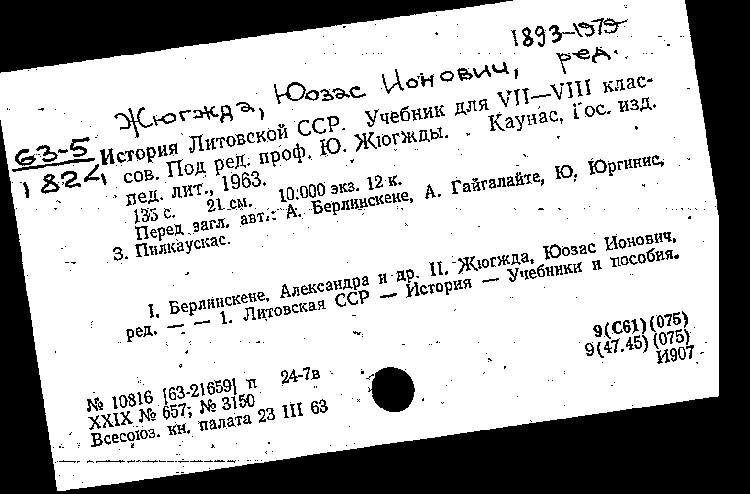 1893-1979
Жюгжда, Юозас Ионович, ред.
63-5
1824
История Литовской ССР. Учебник для VII—VIII клас-
сов. Под ред. проф. Ю. Жюгжды. Каунас, Гос. изд.
пед. лит., 1963.
135 с. 21 см. 10.000 экз. 12 к.
Перед загл. авт.: А. Берлинскене, А. Гайгалайте, Ю. Юргинис,
З. Пилкаускас.
I. Берлинскене, Александра и др. II. Жюгжда, Юозас Ионович,
ред. — — 1. Литовская ССР — История — Учебники и пособия.
9(С61)(075)
9(47.45)(075)
И907
№ 10816 [63-21659] п 24-7в
XXIX № 657; № 3150
Всесоюз. кн. палата 23 III 63